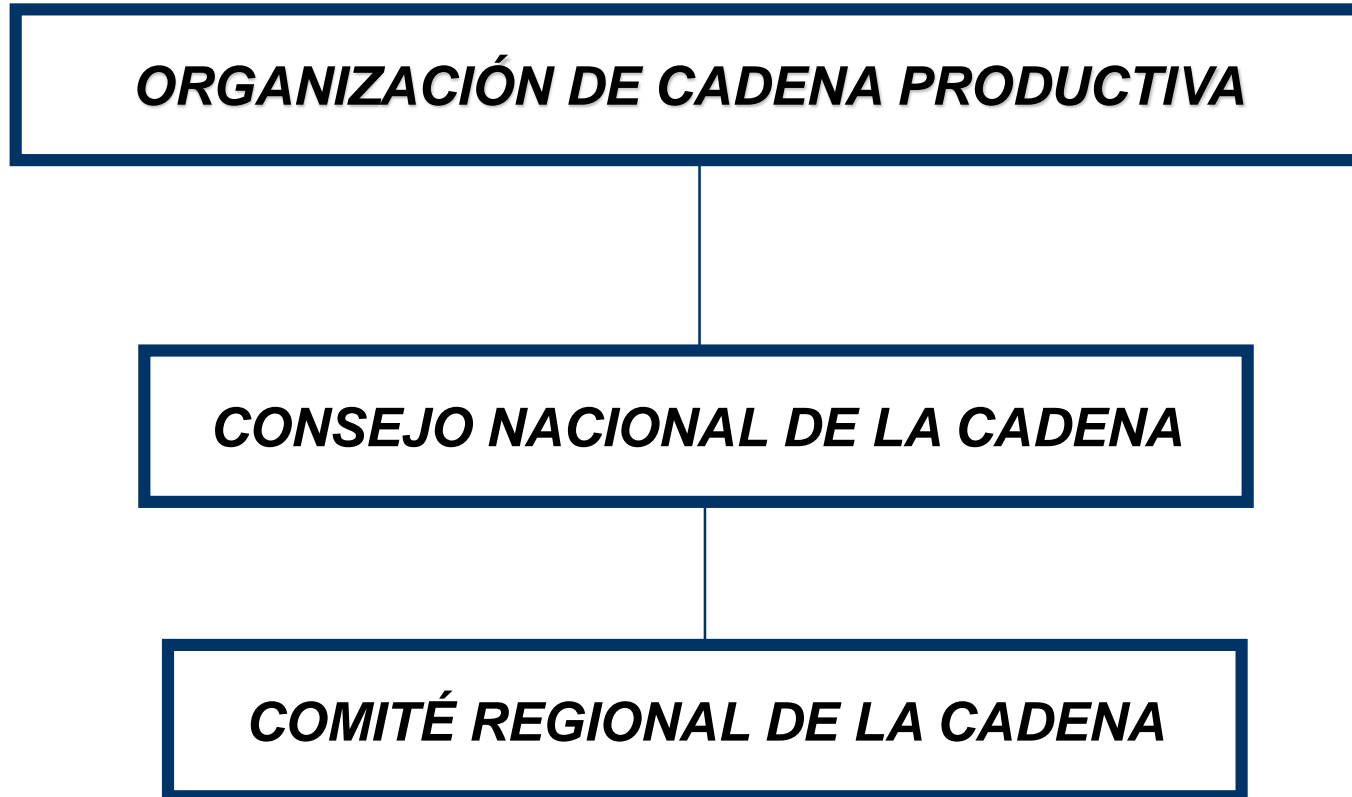 ORGANIZACIÓN DE CADENA PRODUCTIVA
CONSEJO NACIONAL DE LA CADENA
COMITÉ REGIONAL DE LA CADENA